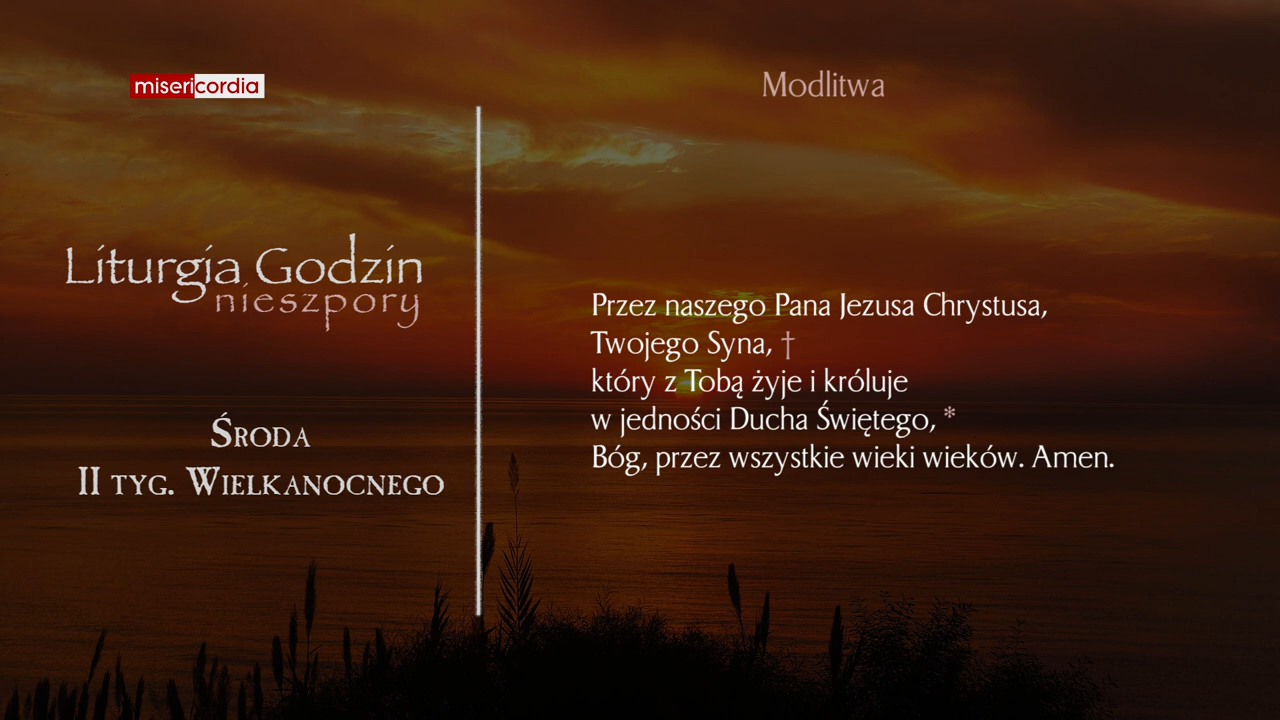 misericordia
Modlitwa
Liturgia Godzin
nieszpory
Środa
II tyg. Wielkanocnego
Przez naszego Pana Jezusa Chrystusa,
Twojego Syna, †
który z Tobą żyje i króluje
w jedności Ducha Świętego, *
Bóg, przez wszystkie wieki wieków. Amen.